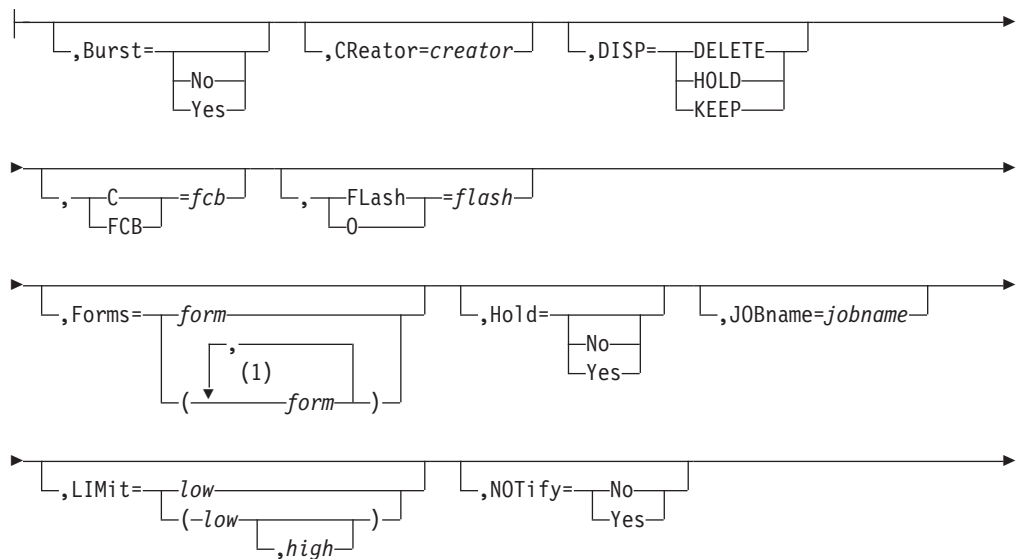 ,Burst= ,CReator=creator ,DISP= DELETE
No HOLD
Yes KEEP
, C =fcb , FLash =flash
FCB O
,Forms= form ,Hold= ,JOBname=jobname
, No
(1) Yes
( form )
,LIMit= low ,NOTify= No
(low ) Yes
,high